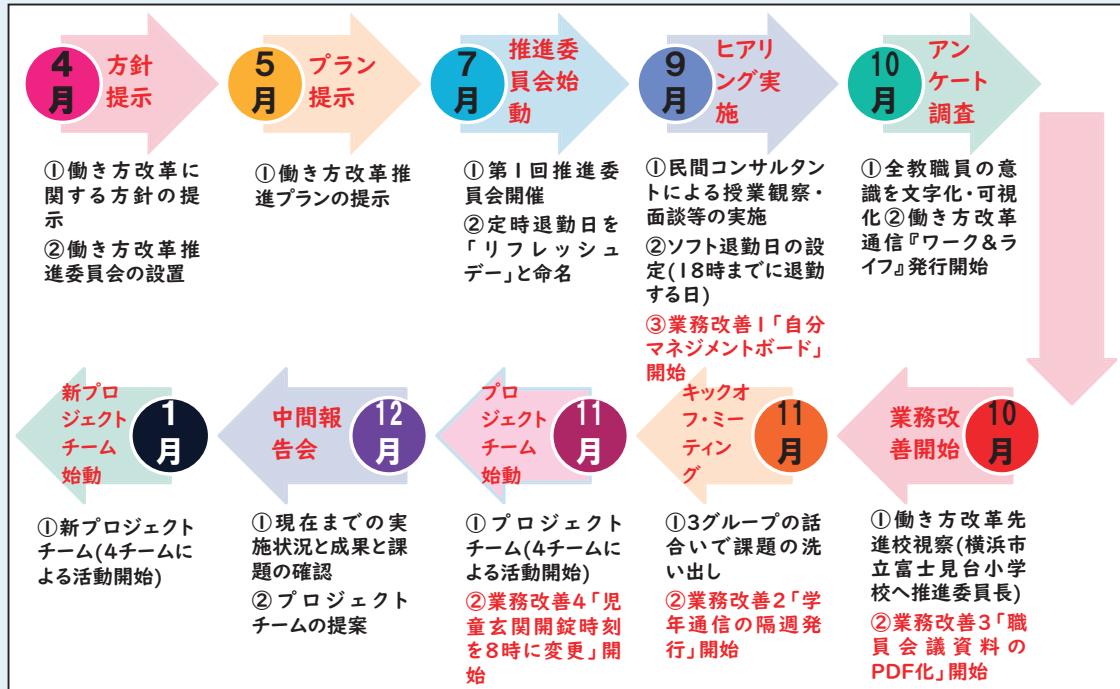 4月
方針
提示
①働き方改革に
関する方針の提
示
②働き方改革推
進委員会の設置
5月
プラン
提示
①働き方改革推
進プランの提示
7月
推進委
員会始
動
①第1回推進委
員会開催
②定時退勤日を
「リフレッシュ
デー」と命名
9月
ヒアリ
ング実
施
①民間コンサルタン
トによる授業観察・
面談等の実施
②ソフト退勤日の設
定(18時までに退勤
する日)
③業務改善1「自分
マネジメントボード」
開始
10月
アン
ケート
調査
①全教職員の意
識を文字化・可視
化②働き方改革
通信『ワーク&ラ
イフ』発行開始
10月
業務改
善開始
①働き方改革先
進校視察(横浜市
立富士見台小学
校へ推進委員長)
②業務改善3「職
員会議資料の
PDF化」開始
11月
キックオ
フ・ミー
ティン
グ
①3グループの話
合いで課題の洗
い出し
②業務改善2「学
年通信の隔週発
行」開始
11月
プロ
ジェクト
チーム
始動
①プロジェクト
チーム(4チームに
よる活動開始)
②業務改善4「児
童玄関開錠時刻
を8時に変更」開
始
12月
中間報
告会
①現在までの実
施状況と成果と課
題の確認
②プロジェクト
チームの提案
1月
新プロ
ジェクト
チーム
始動
①新プロジェクト
チーム(4チームに
よる活動開始)